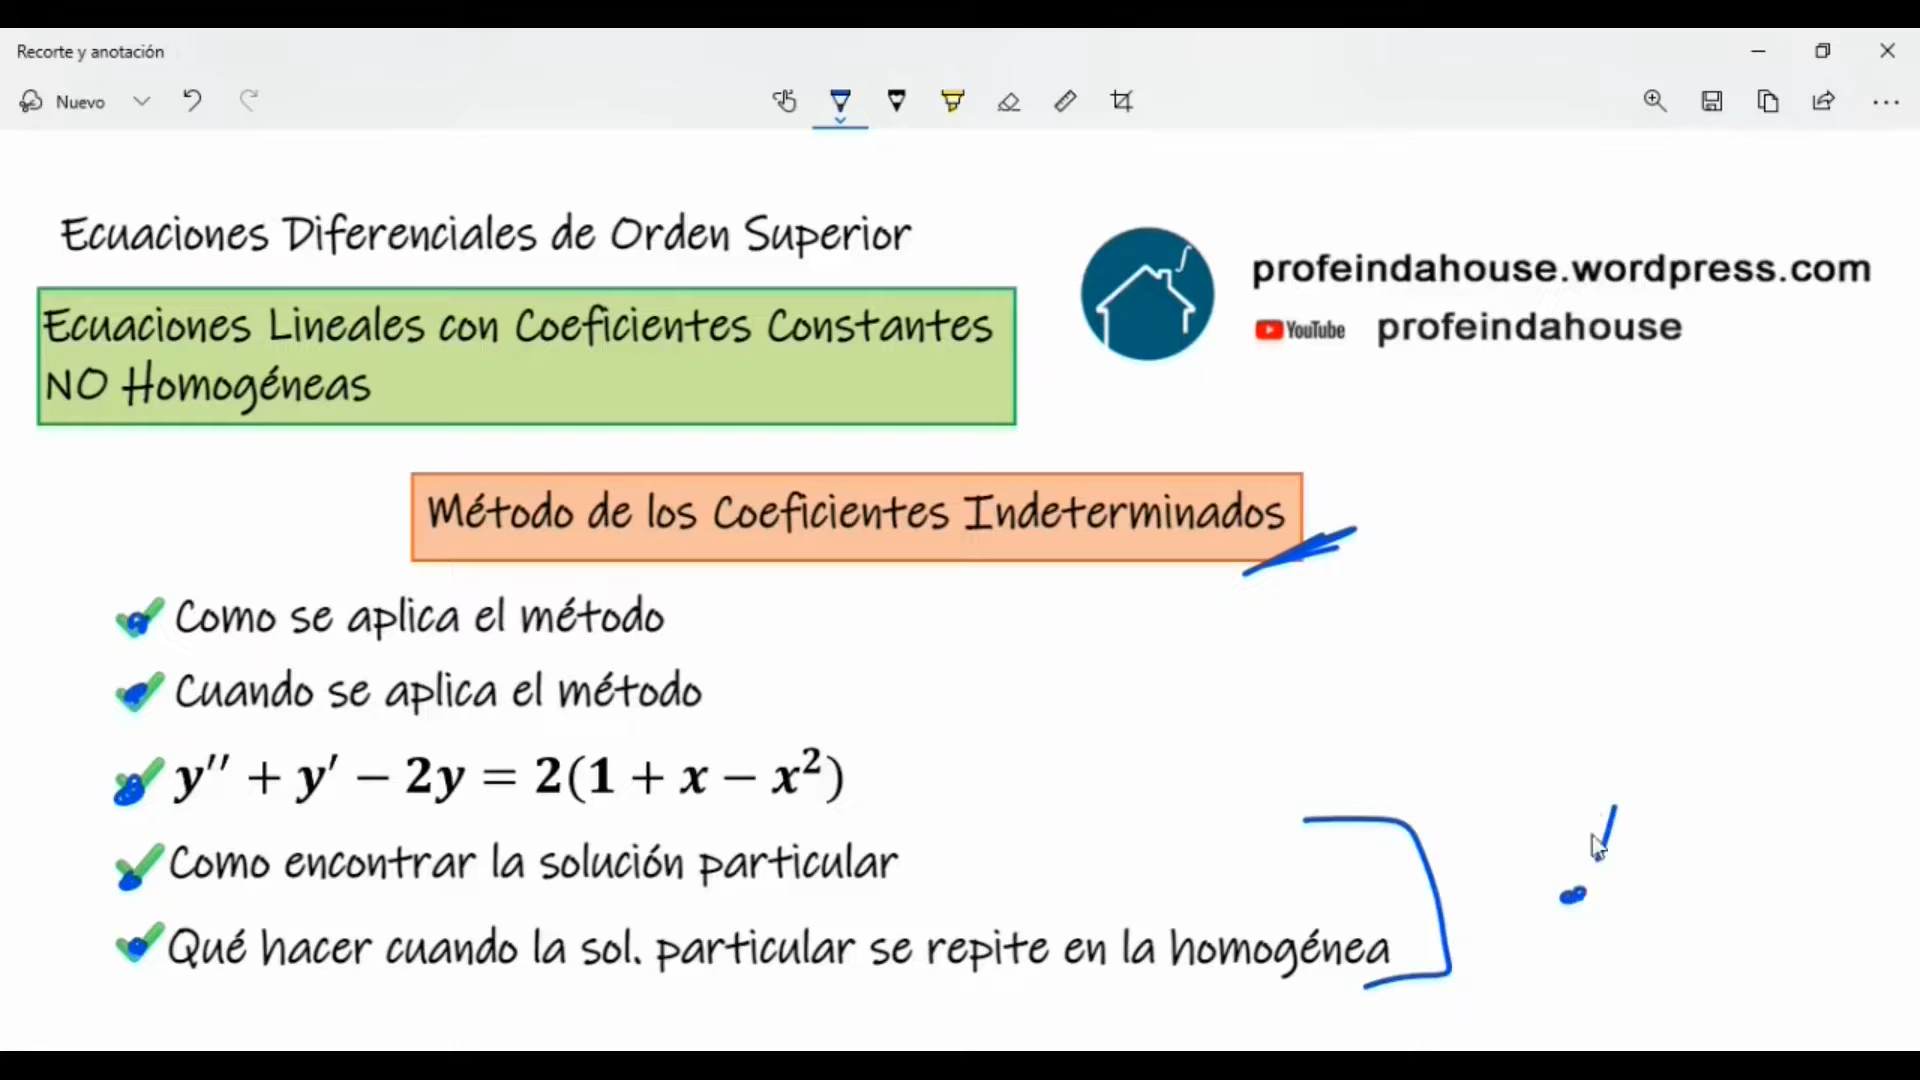 Recorte y anotación
Nuevo
Ecuaciones Diferenciales de Orden Superior
Ecuaciones Lineales con Coeficientes Constantes
NO Homogéneas
profeindahouse.wordpress.com
YouTube profeindahouse
Método de los Coeficientes Indeterminados
Como se aplica el método
Cuando se aplica el método
y'' + y' − 2y = 2(1 + x − x²)
Como encontrar la solución particular
Qué hacer cuando la sol. particular se repite en la homogénea